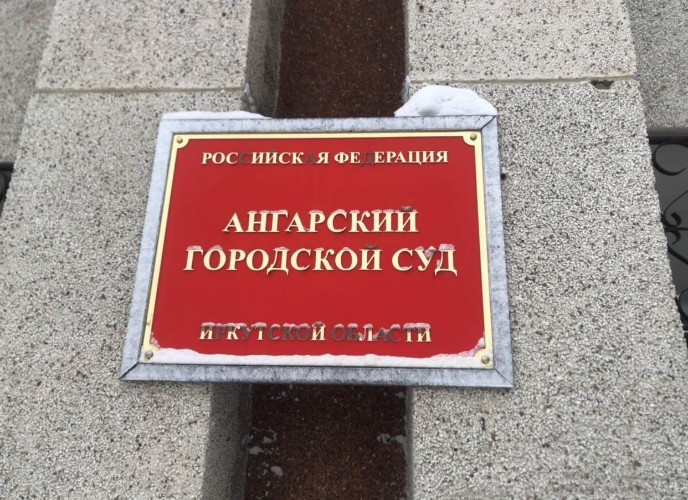 РОССИЙСКАЯ ФЕДЕРАЦИЯ
АНГАРСКИЙ
ГОРОДСКОЙ СУД
ИРКУТСКОЙ ОБЛАСТИ